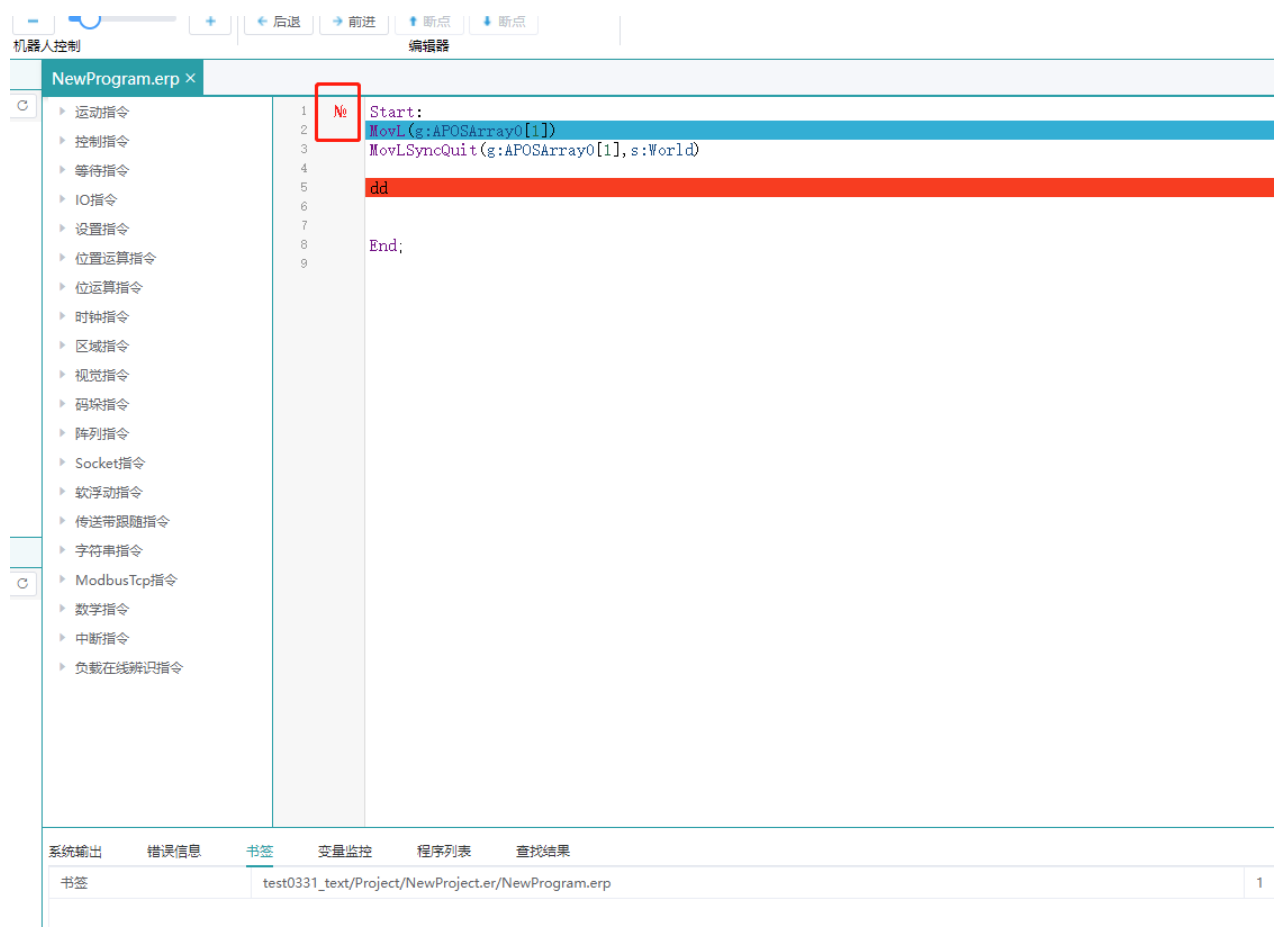 − + 后退 前进 断点 断点
机器人控制 编辑器
NewProgram.erp ×
运动指令
控制指令
等待指令
IO指令
设置指令
位置运算指令
位运算指令
时钟指令
区域指令
视觉指令
码垛指令
阵列指令
Socket指令
软浮动指令
传送带跟随指令
字符串指令
ModbusTcp指令
数学指令
中断指令
负载在线辨识指令
1 № Start:
2 MovL(g:APOSArray0[1])
3 MovLSyncQuit(g:APOSArray0[1],s:World)
4
5 dd
6
7
8 End;
9
系统输出 错误信息 书签 变量监控 程序列表 查找结果
书签 test0331_text/Project/NewProject.er/NewProgram.erp 1